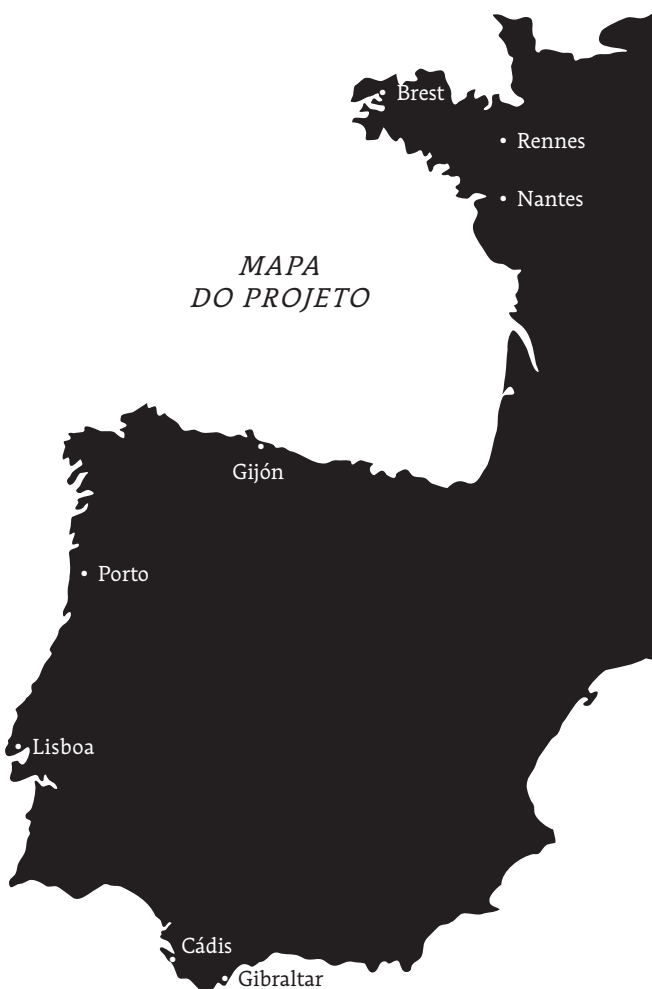 Brest
Rennes
Nantes
MAPA
DO PROJETO
Gijón
Porto
Lisboa
Cádis
Gibraltar